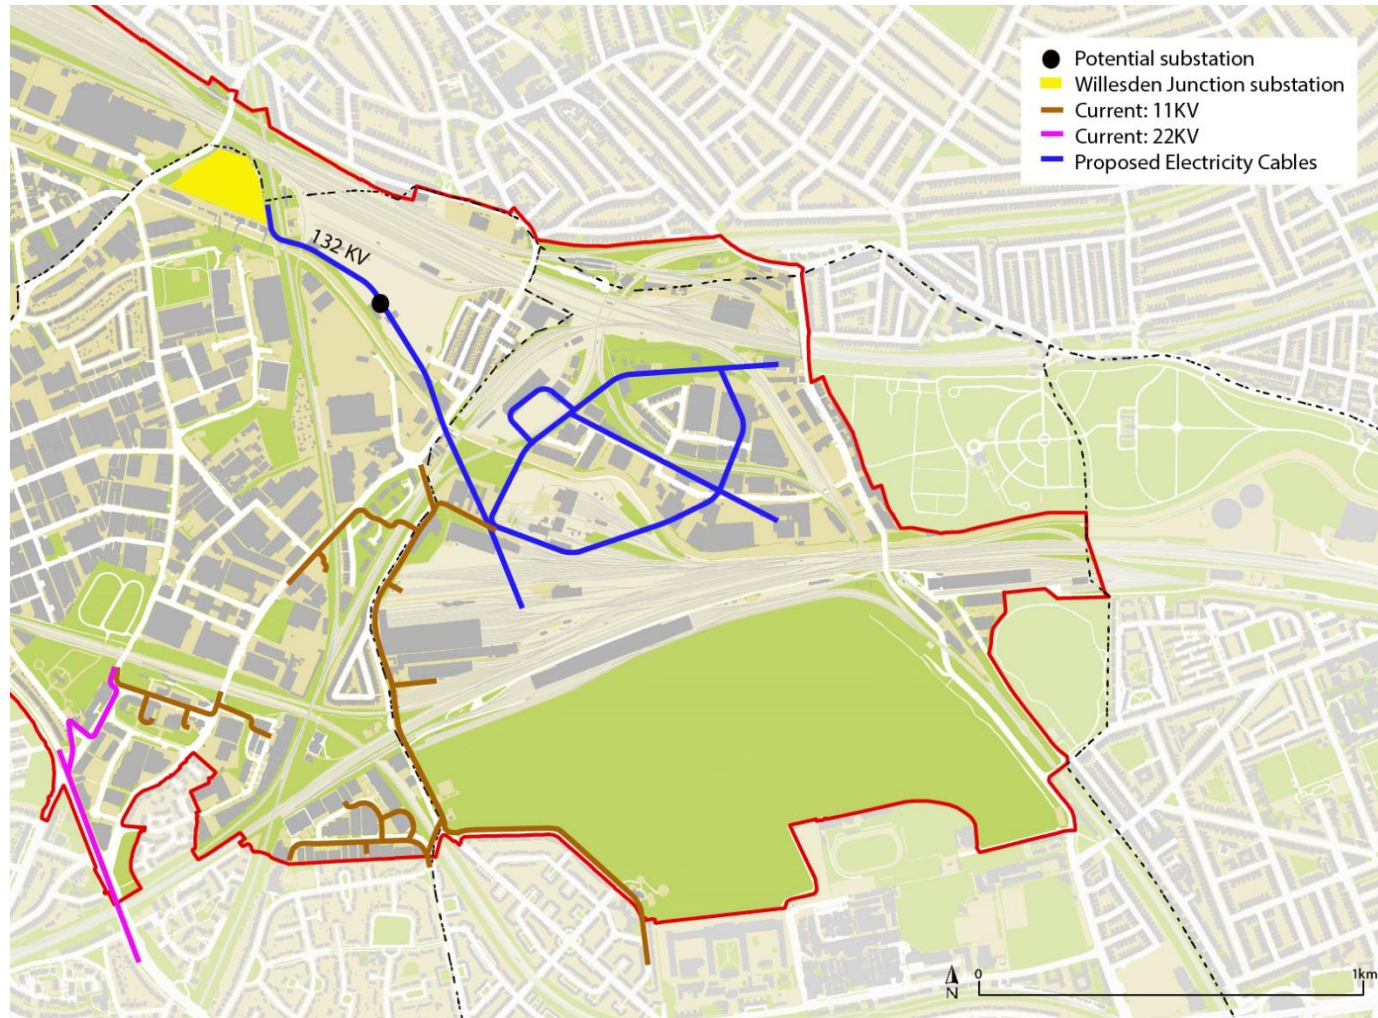 Potential substation
Willesden Junction substation
Current: 11KV
Current: 22KV
Proposed Electricity Cables
132 KV
N
0
1km